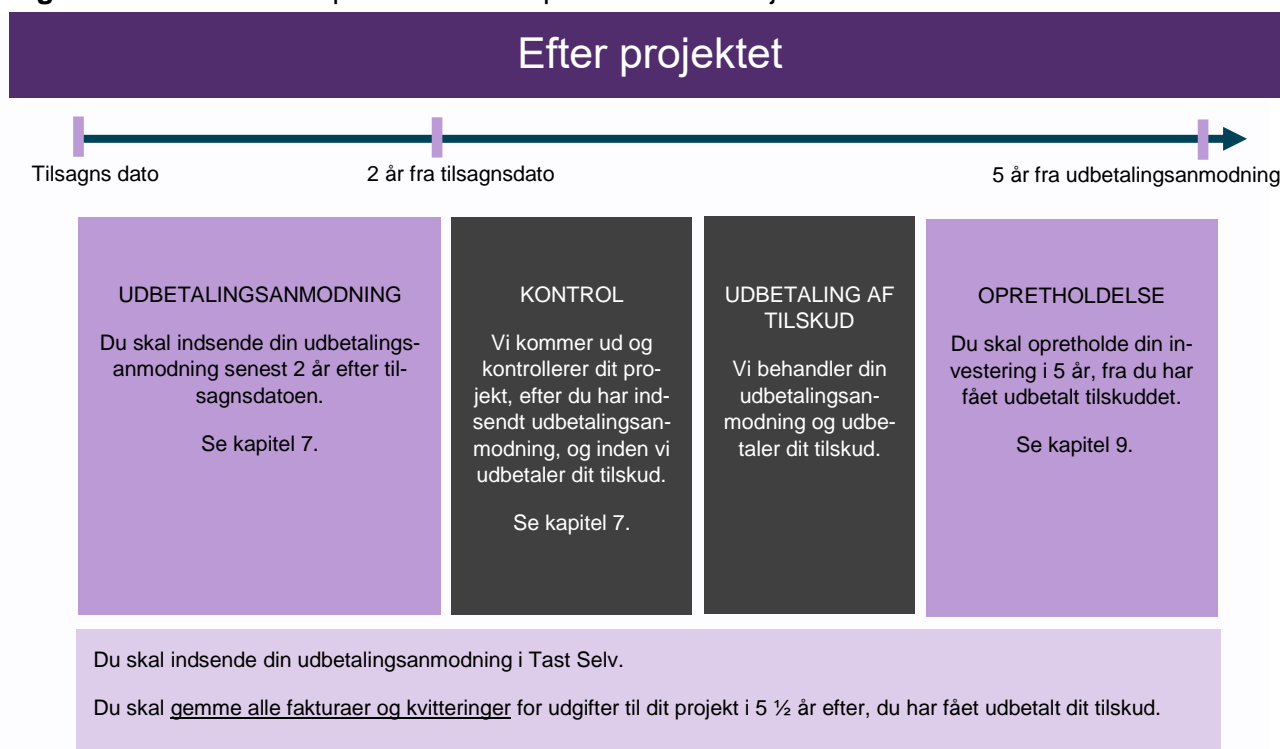 Efter projektet
Tilsagns dato
2 år fra tilsagnsdato
5 år fra udbetalingsanmodning
UDBETALINGSANMODNING
Du skal indsende din udbetalings-
anmodning senest 2 år efter til-
sagnsdatoen.
Se kapitel 7.
KONTROL
Vi kommer ud og
kontrollerer dit pro-
jekt, efter du har ind-
sendt udbetalingsan-
modning, og inden vi
udbetaler dit tilskud.
Se kapitel 7.
UDBETALING AF
TILSKUD
Vi behandler din
udbetalingsan-
modning og udbe-
taler dit tilskud.
OPRETHOLDELSE
Du skal opretholde din in-
vestering i 5 år, fra du har
fået udbetalt tilskuddet.
Se kapitel 9.
Du skal indsende din udbetalingsanmodning i Tast Selv.
Du skal gemme alle fakturaer og kvitteringer for udgifter til dit projekt i 5 ½ år efter, du har fået udbetalt dit tilskud.